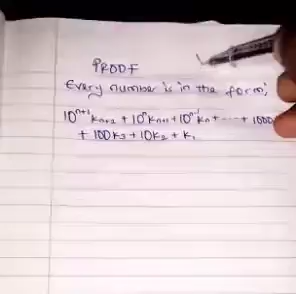 PROOF
Every number is in the form;
10ⁿ⁺¹kₙ₊₂ + 10ⁿkₙ₊₁ + 10ⁿ⁻¹kₙ + ---- + 1000
+ 100k₃ + 10k₂ + k₁